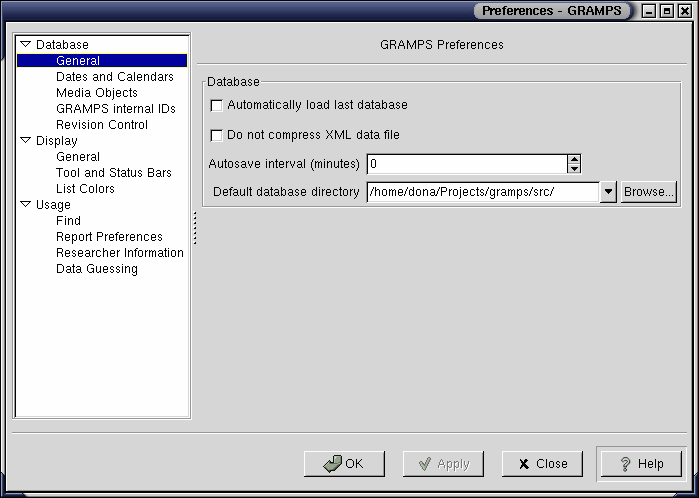 Preferences - GRAMPS
Database
General
Dates and Calendars
Media Objects
GRAMPS internal IDs
Revision Control
Display
General
Tool and Status Bars
List Colors
Usage
Find
Report Preferences
Researcher Information
Data Guessing
GRAMPS Preferences
Database
Automatically load last database
Do not compress XML data file
Autosave interval (minutes) 0
Default database directory /home/dona/Projects/gramps/src/ Browse...
OK Apply Close Help